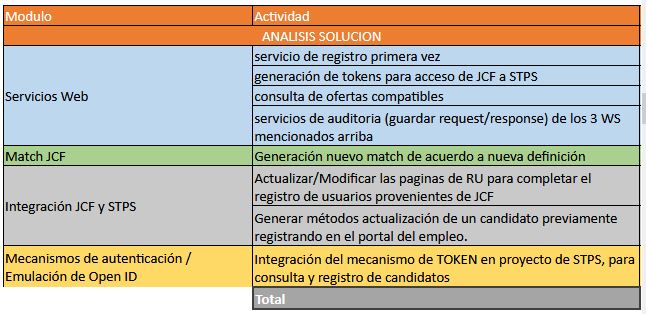 Modulo Actividad
ANALISIS SOLUCION
servicio de registro primera vez
generación de tokens para acceso de JCF a STPS
Servicios Web
consulta de ofertas compatibles
servicios de auditoria (guardar request/response) de los 3 WS
mencionados arriba
Match JCF
Generación nuevo match de acuerdo a nueva definición
Integración JCF y STPS
Actualizar/Modificar las paginas de RU para completar el
registro de usuarios provenientes de JCF
Generar métodos actualización de un candidato previamente
registrando en el portal del empleo.
Mecanismos de autenticación /
Emulación de Open ID
Integración del mecanismo de TOKEN en proyecto de STPS, para
consulta y registro de candidatos
Total